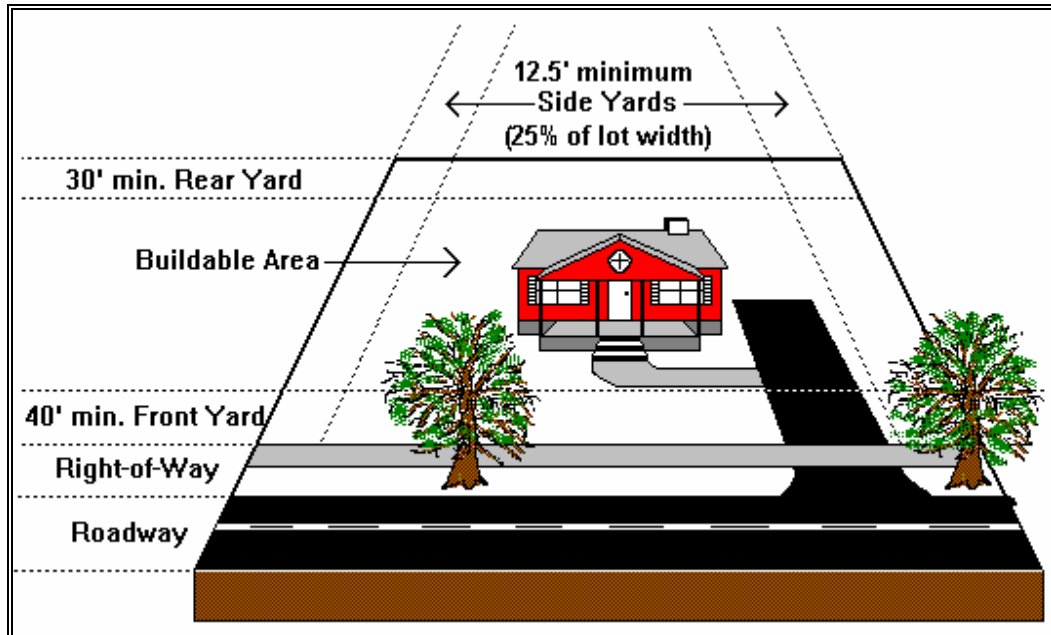 12.5' minimum
Side Yards
(25% of lot width)
30' min. Rear Yard
Buildable Area
40' min. Front Yard
Right-of-Way
Roadway